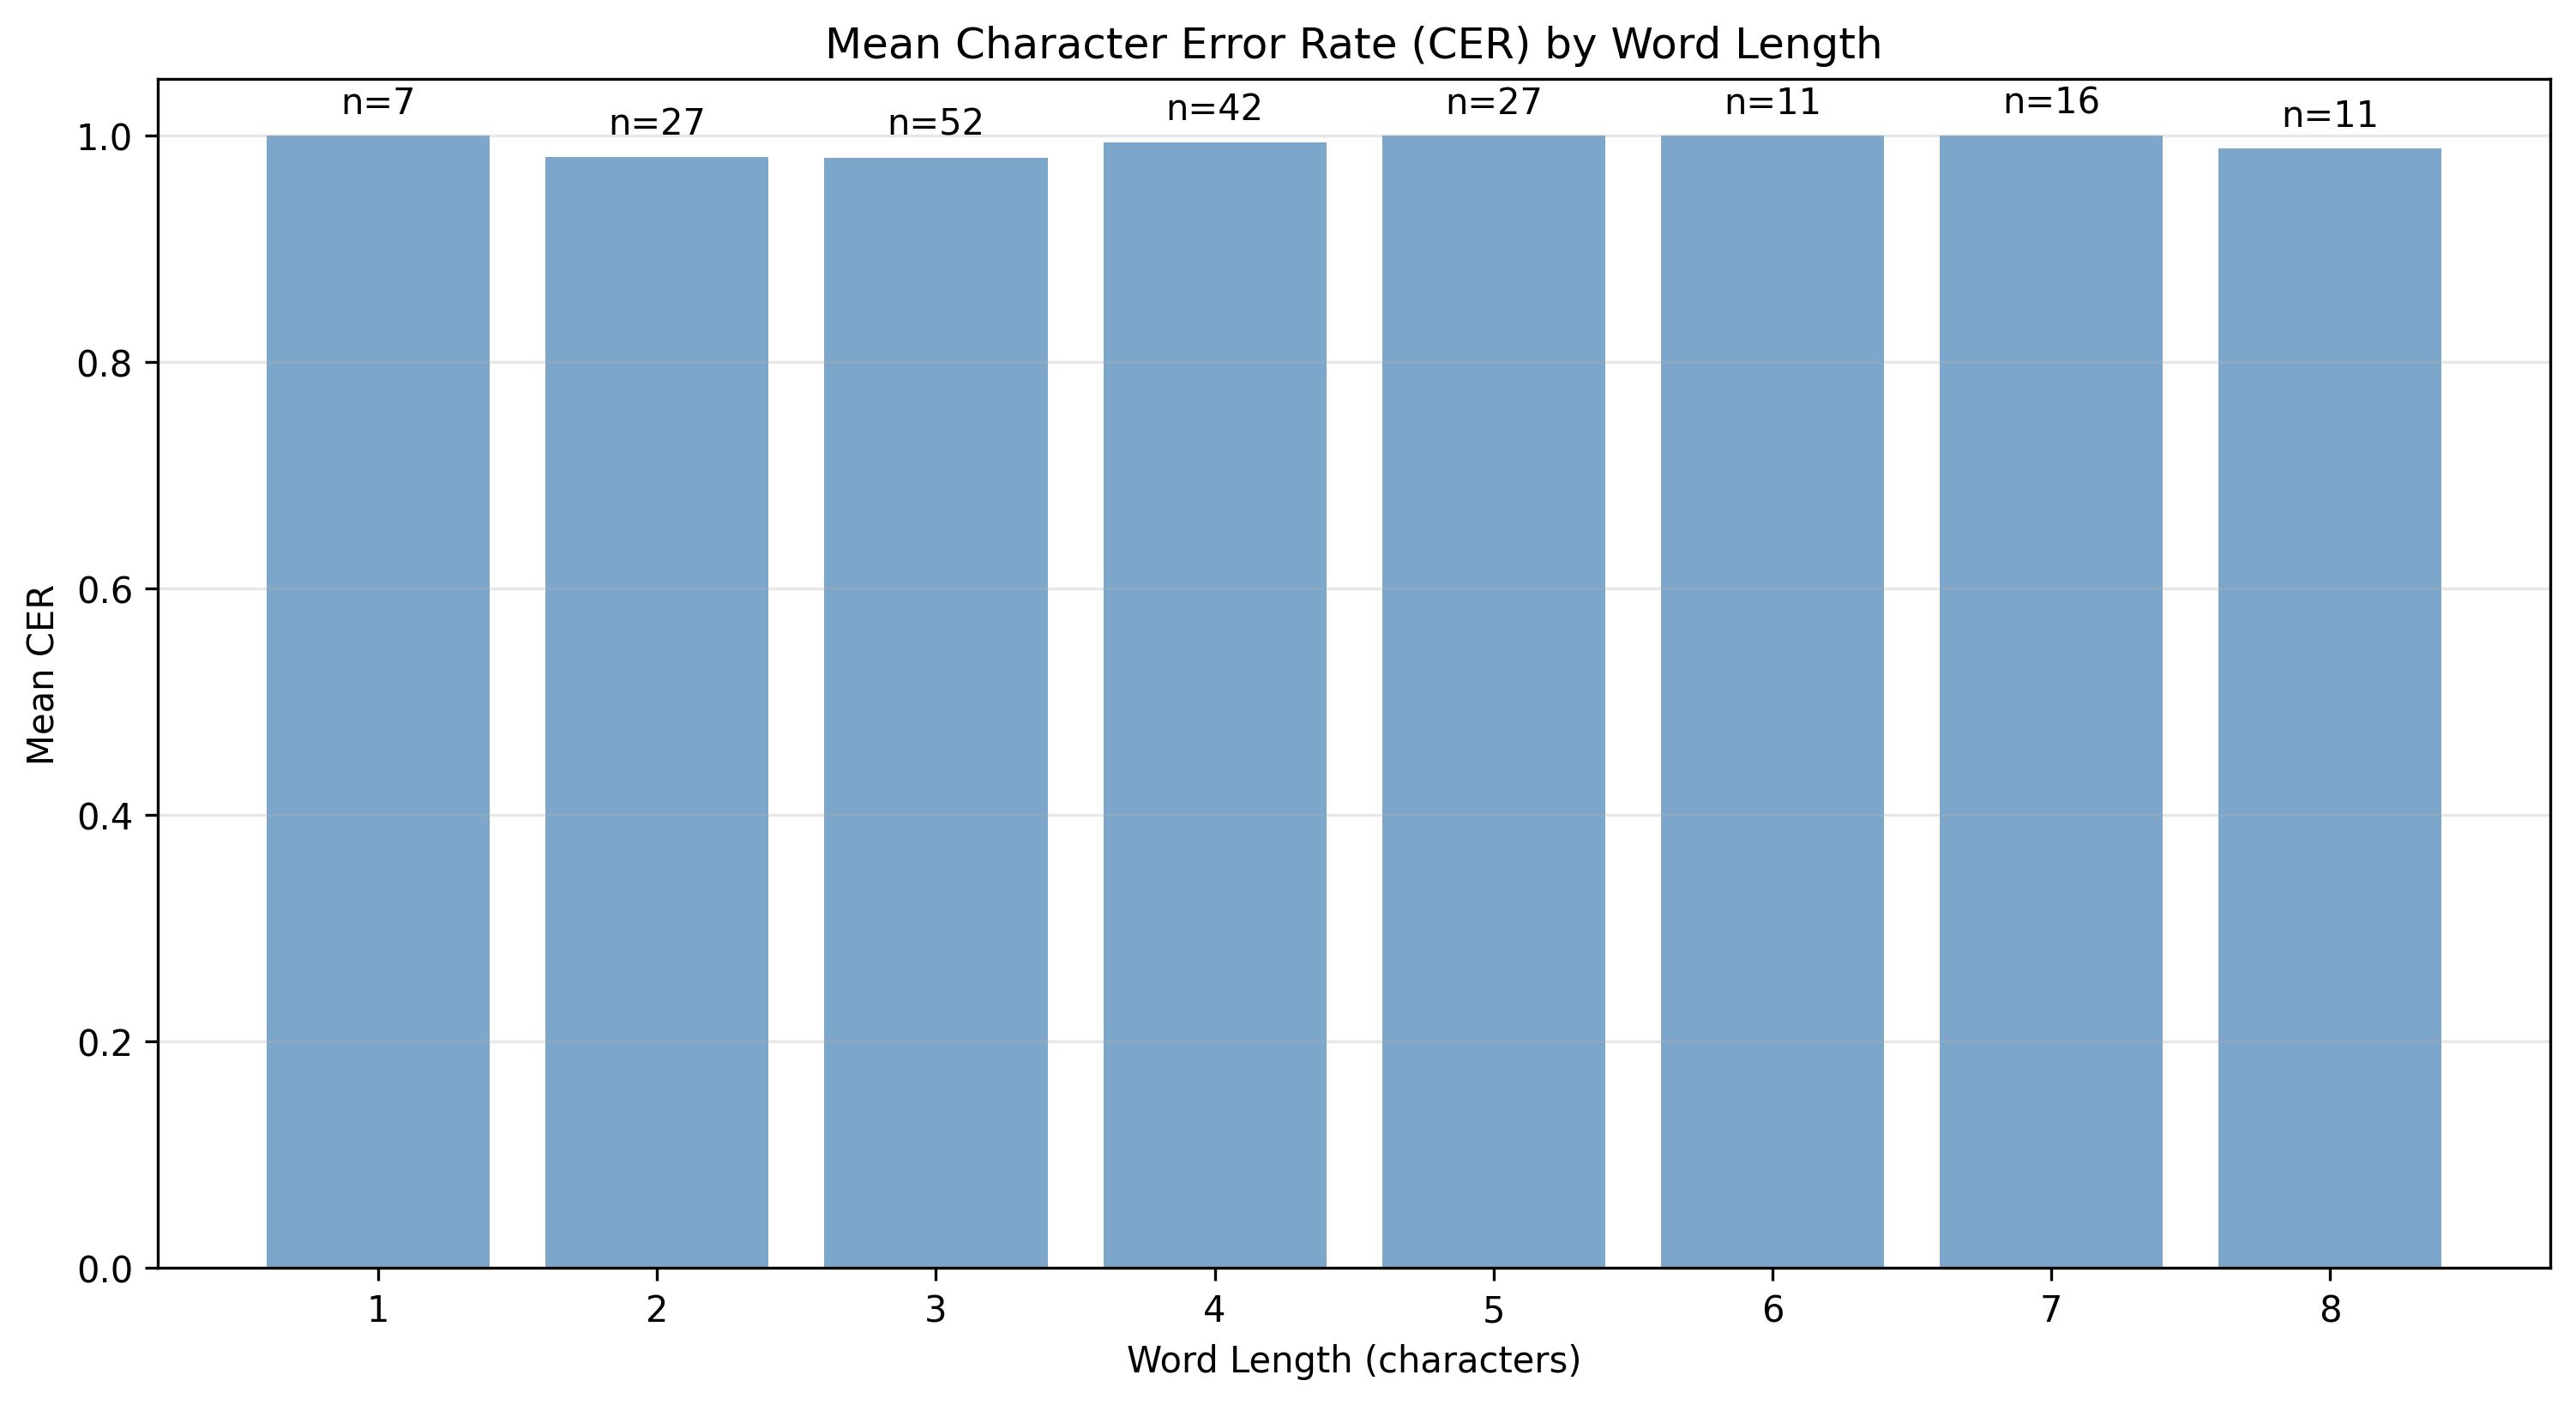 Mean Character Error Rate (CER) by Word Length
n=7 n=27 n=52 n=42 n=27 n=11 n=16 n=11
1.0
0.8
0.6
0.4
0.2
0.0
Mean CER
1 2 3 4 5 6 7 8
Word Length (characters)